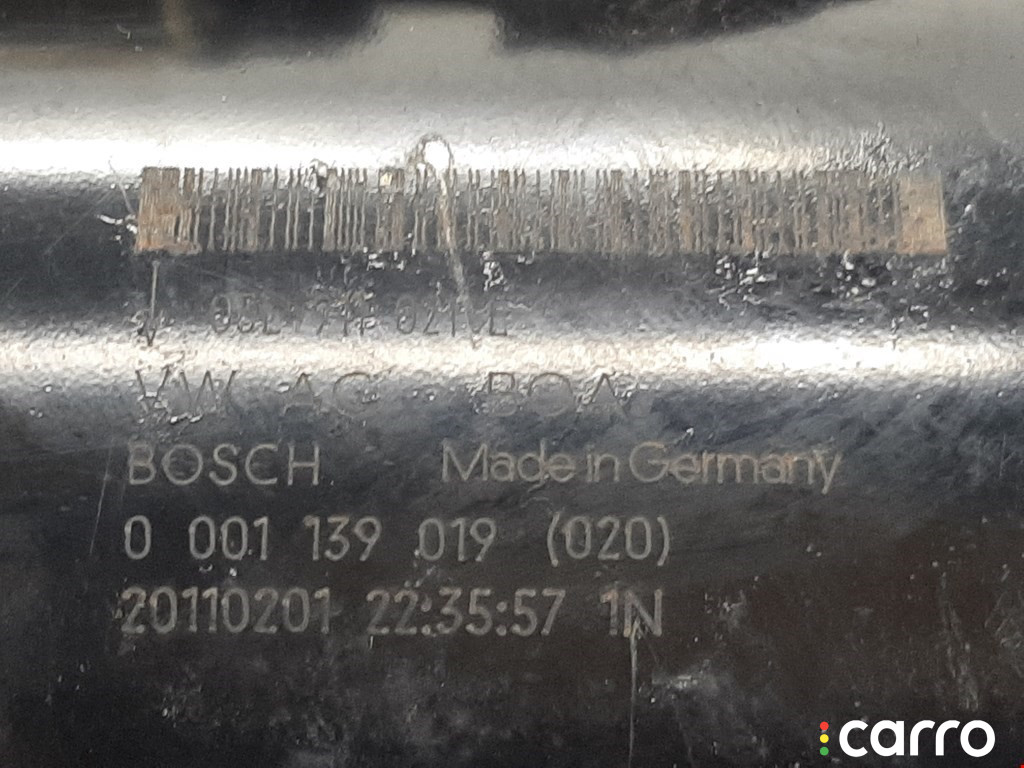 VW AG BOA
BOSCH Made in Germany
0 001 139 019 (020)
20110201 22:35:57 1N
carro